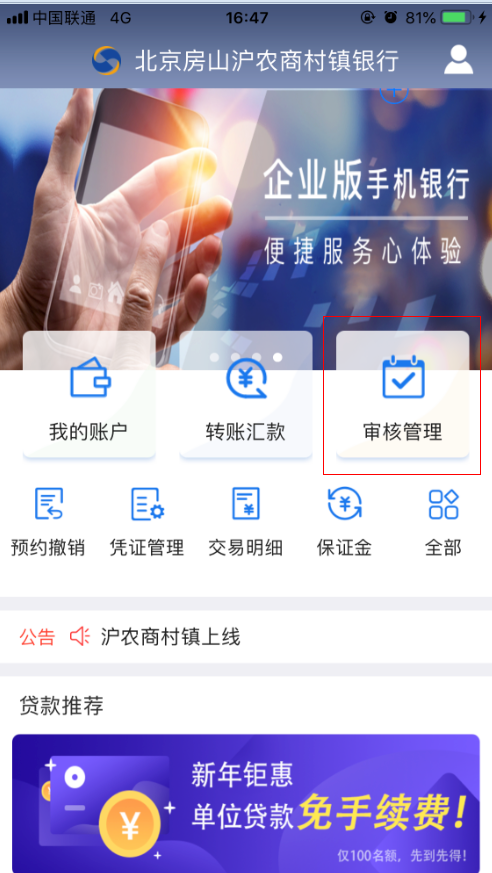 中国联通 4G 16:47 81%
北京房山沪农商村镇银行
企业版手机银行
便捷服务心体验
我的账户 转账汇款 审核管理
预约撤销 凭证管理 交易明细 保证金 全部
公告 沪农商村镇上线
贷款推荐
新年钜惠
单位贷款免手续费!
仅100名额，先到先得!